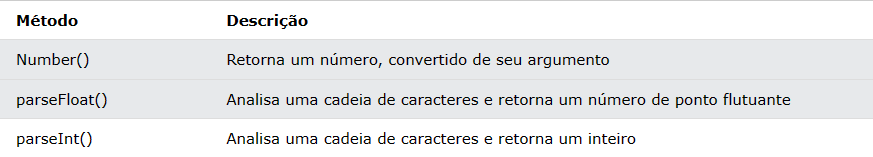 Método Descrição
Number() Retorna um número, convertido de seu argumento
parseFloat() Analisa uma cadeia de caracteres e retorna um número de ponto flutuante
parseInt() Analisa uma cadeia de caracteres e retorna um inteiro